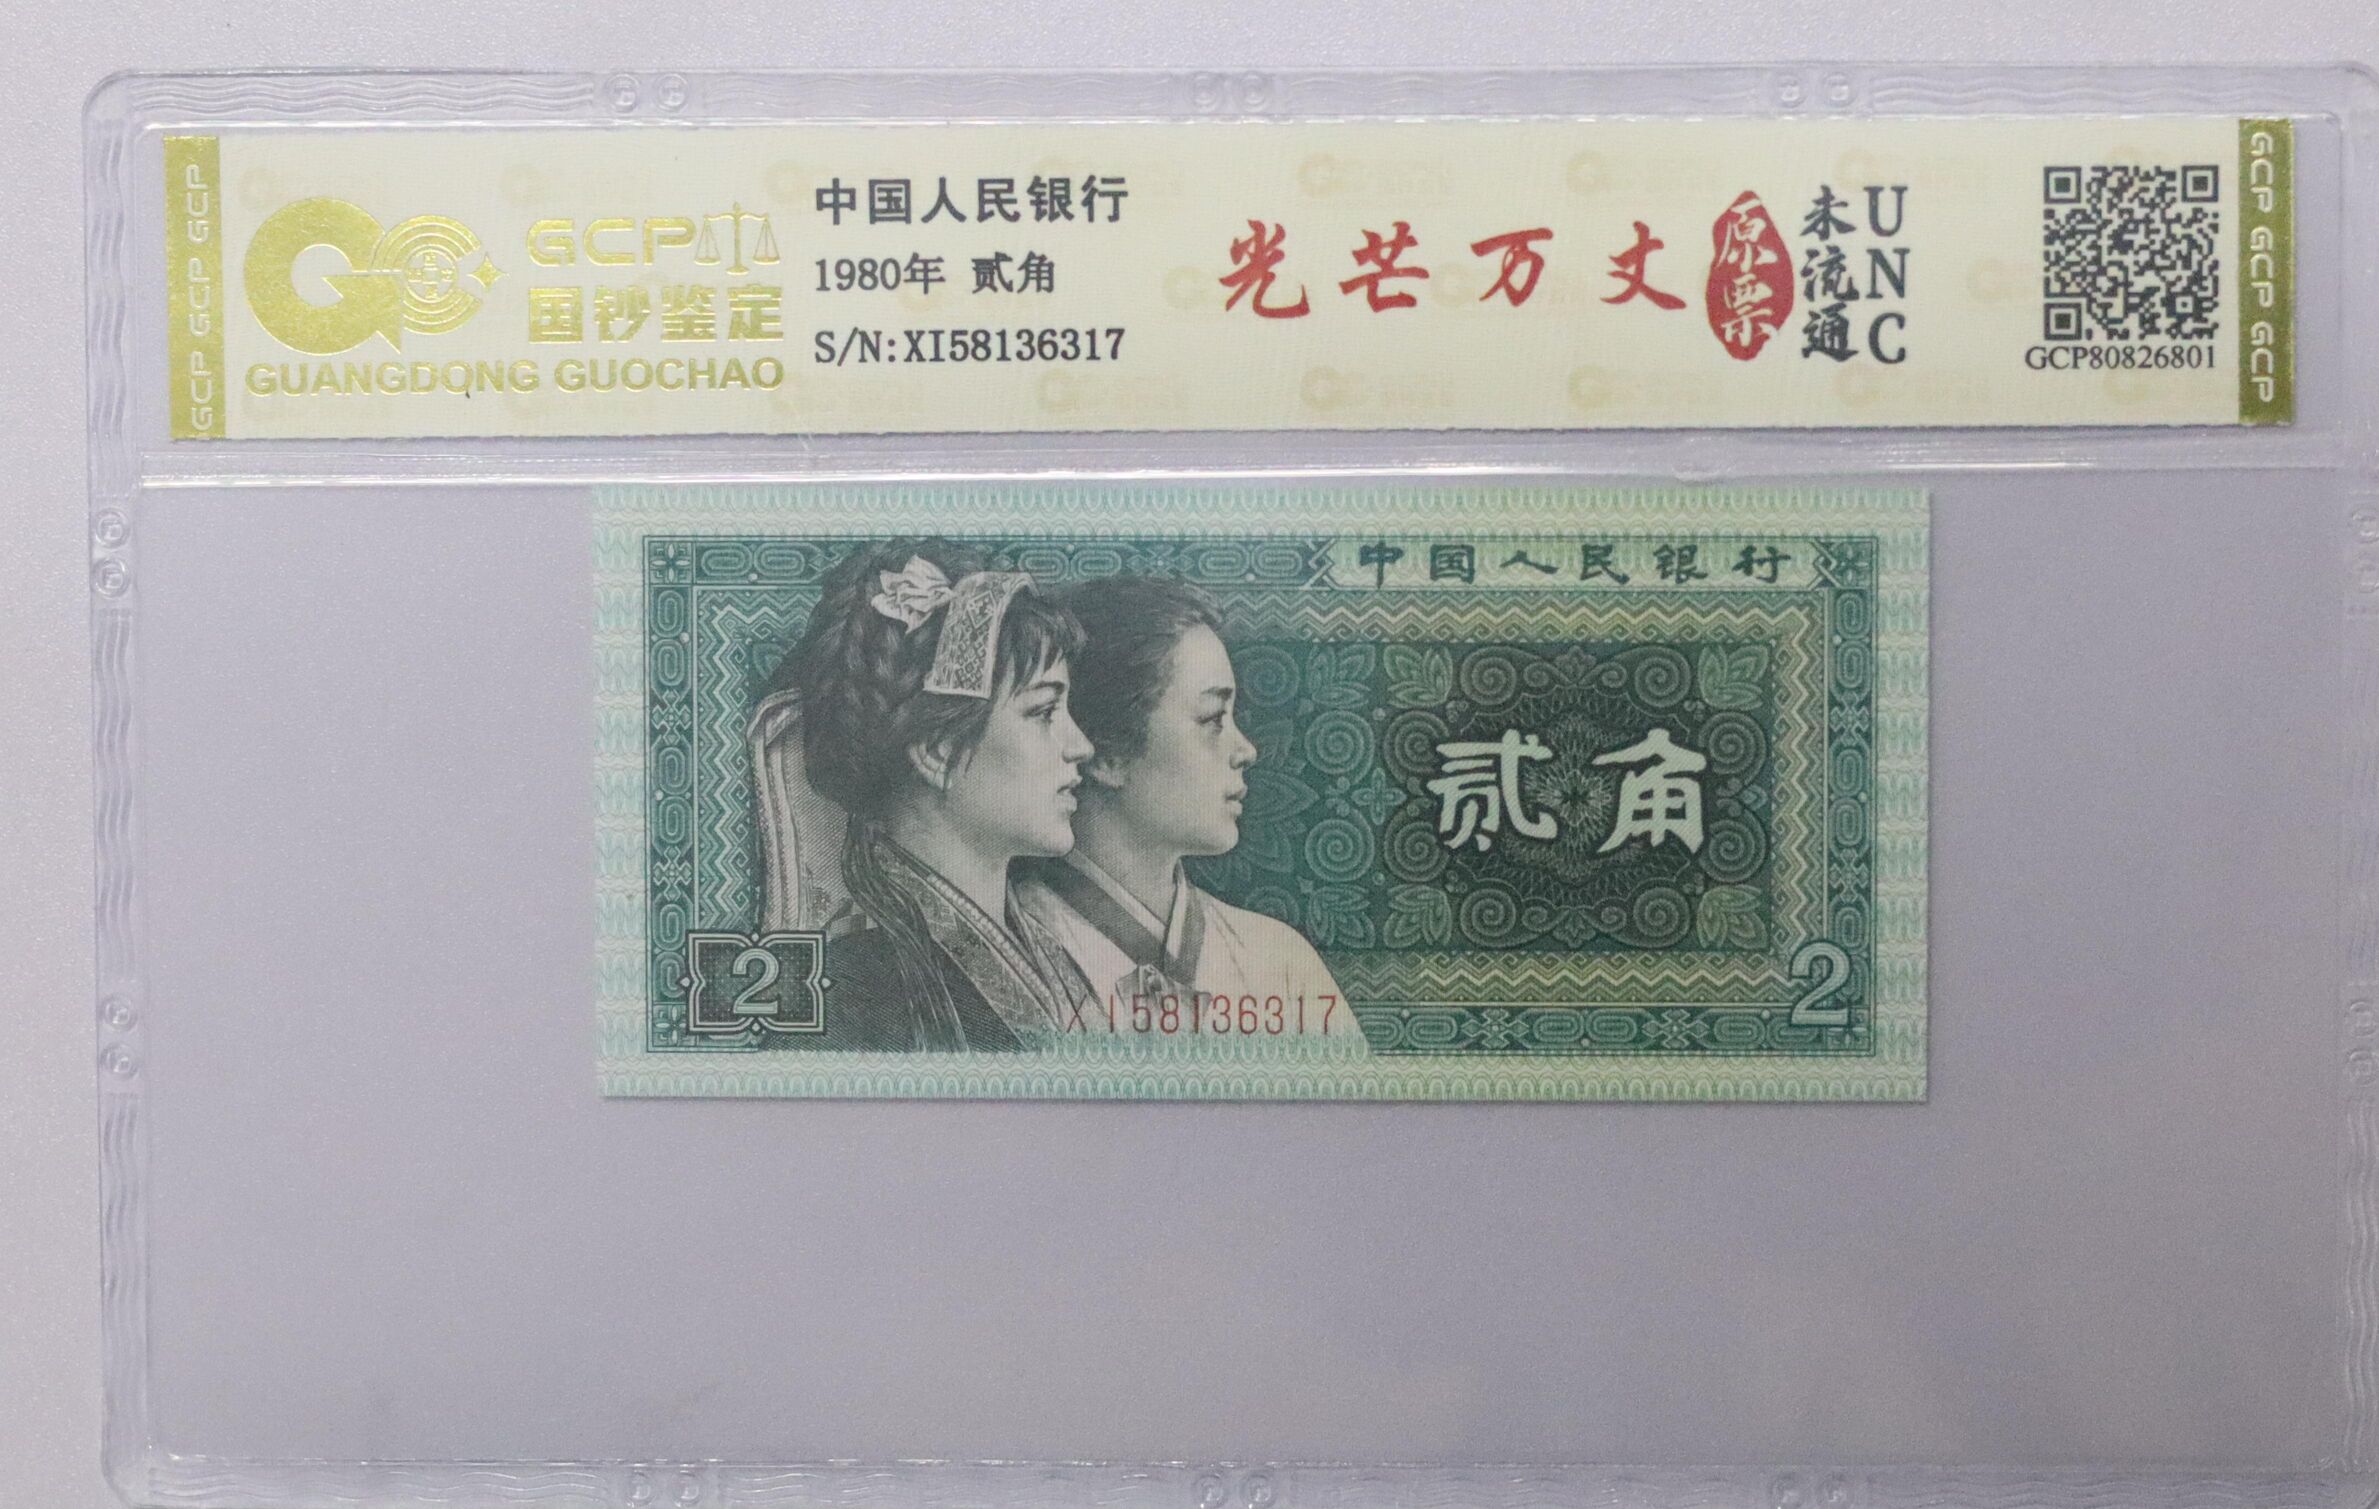 GCP GCP GCP
GCP
国钞鉴定
GUANGDONG GUOCHAO
中国人民银行
1980年 贰角
S/N:XI58136317
光芒万丈
原票
未流通
UNC
GCP80826801
GCP GCP GCP
中国人民银行
贰角
2
XI58136317
2